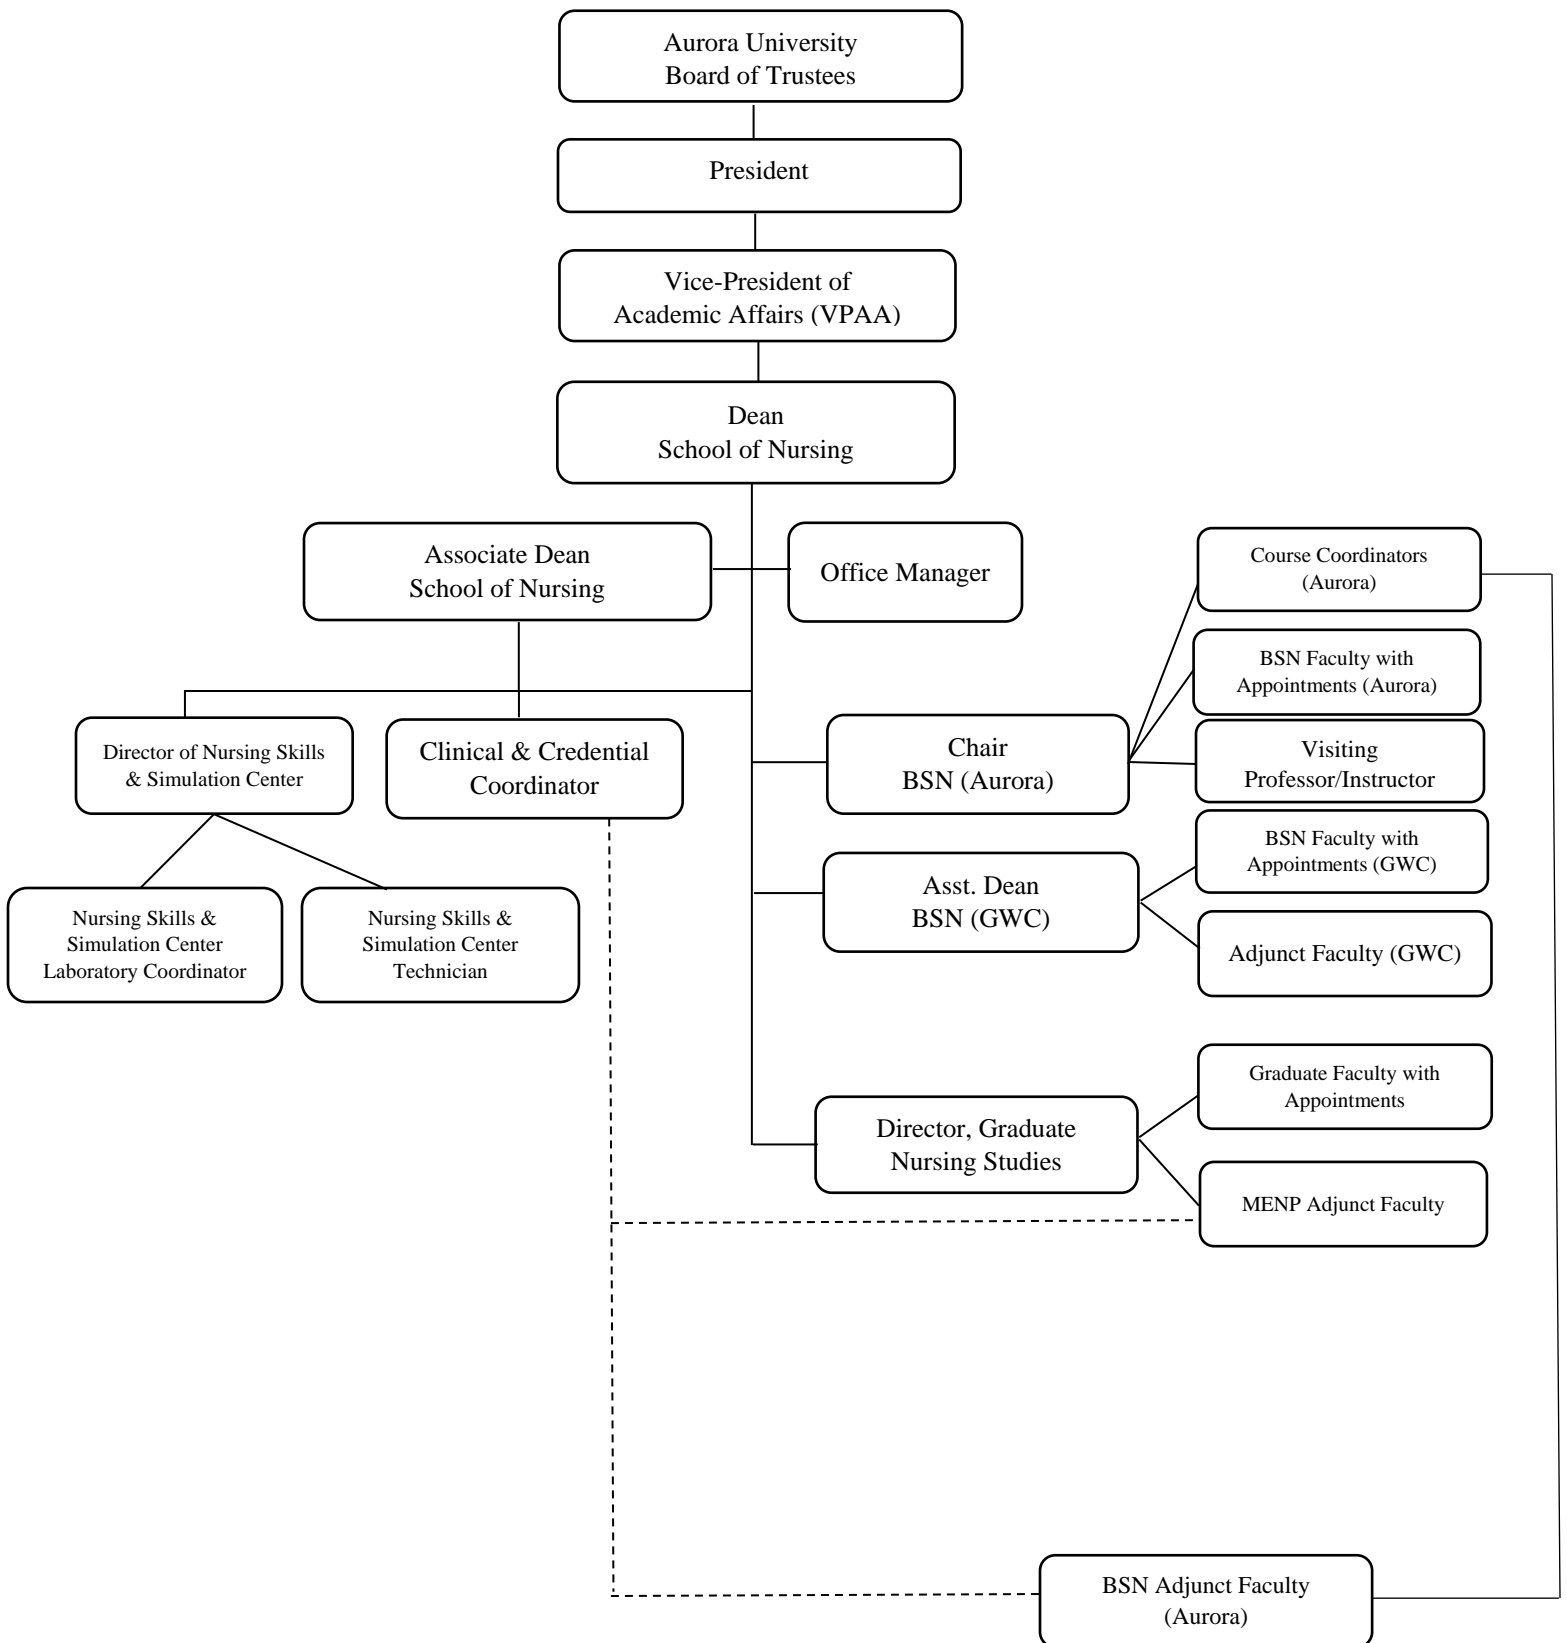 Aurora University
Board of Trustees
President
Vice-President of
Academic Affairs (VPAA)
Dean
School of Nursing
Associate Dean
School of Nursing
Office Manager
Course Coordinators
(Aurora)
BSN Faculty with
Appointments (Aurora)
Director of Nursing Skills
& Simulation Center
Clinical & Credential
Coordinator
Chair
BSN (Aurora)
Visiting
Professor/Instructor
BSN Faculty with
Appointments (GWC)
Nursing Skills &
Simulation Center
Laboratory Coordinator
Nursing Skills &
Simulation Center
Technician
Asst. Dean
BSN (GWC)
Adjunct Faculty (GWC)
Graduate Faculty with
Appointments
Director, Graduate
Nursing Studies
MENP Adjunct Faculty
BSN Adjunct Faculty
(Aurora)